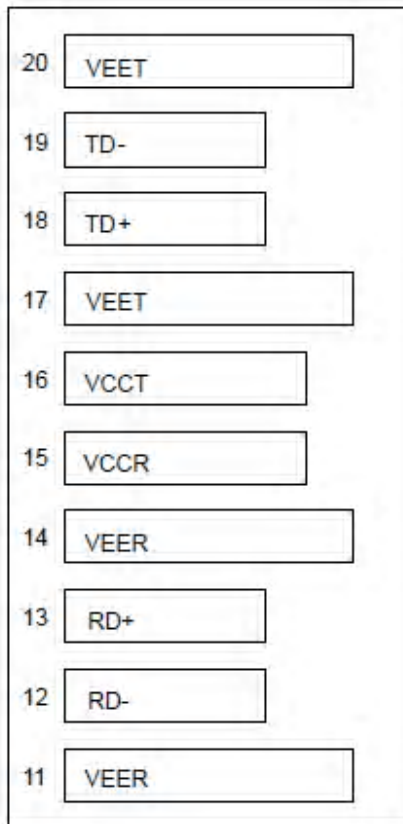 20 VEET
19 TD-
18 TD+
17 VEET
16 VCCT
15 VCCR
14 VEER
13 RD+
12 RD-
11 VEER